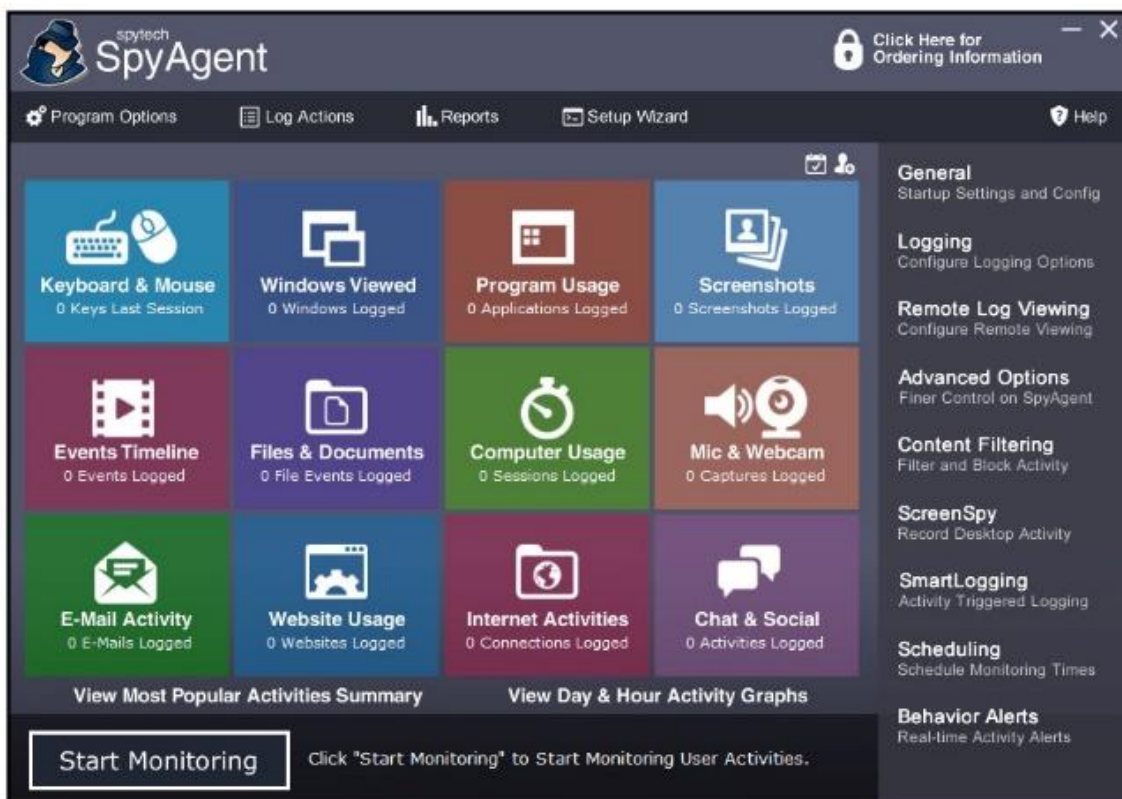 spytech
SpyAgent
Click Here for
Ordering Information
Program Options
Log Actions
Reports
Setup Wizard
Help
Keyboard & Mouse
0 Keys Last Session
Windows Viewed
0 Windows Logged
Program Usage
0 Applications Logged
Screenshots
0 Screenshots Logged
Events Timeline
0 Events Logged
Files & Documents
0 File Events Logged
Computer Usage
0 Sessions Logged
Mic & Webcam
0 Captures Logged
E-Mail Activity
0 E-Mails Logged
Website Usage
0 Websites Logged
Internet Activities
0 Connections Logged
Chat & Social
0 Activities Logged
View Most Popular Activities Summary
View Day & Hour Activity Graphs
Start Monitoring
Click "Start Monitoring" to Start Monitoring User Activities.
General
Startup Settings and Config
Logging
Configure Logging Options
Remote Log Viewing
Configure Remote Viewing
Advanced Options
Finer Control on SpyAgent
Content Filtering
Filter and Block Activity
ScreenSpy
Record Desktop Activity
SmartLogging
Activity Triggered Logging
Scheduling
Schedule Monitoring Times
Behavior Alerts
Real-time Activity Alerts